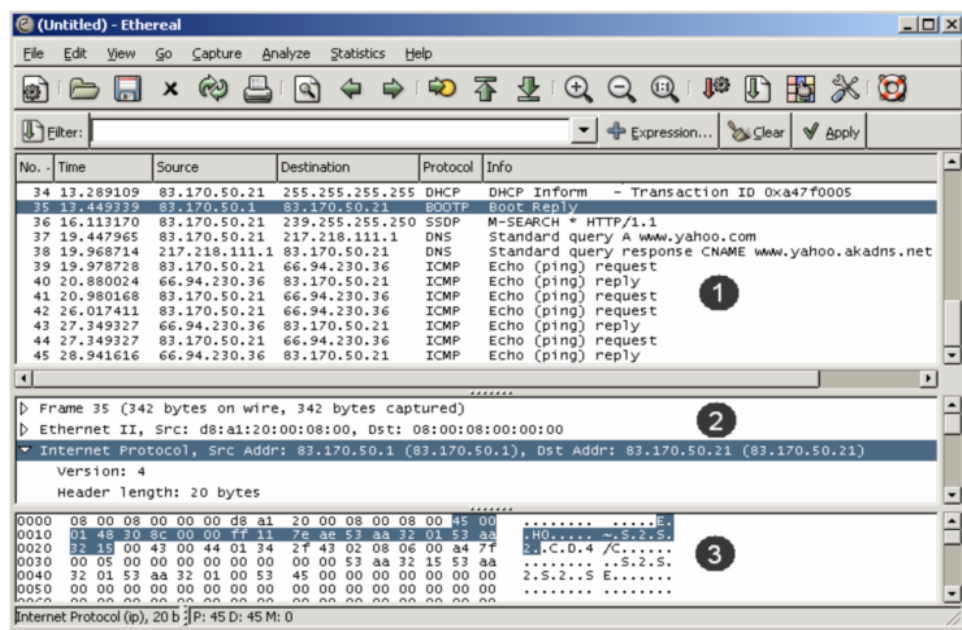 (Untitled) - Ethereal
File Edit View Go Capture Analyze Statistics Help
Filter: Expression... Clear Apply
No. - Time Source Destination Protocol Info
34 13.289109 83.170.50.21 255.255.255.255 DHCP DHCP Inform - Transaction ID 0xa47f0005
35 13.449339 83.170.50.1 83.170.50.21 BOOTP Boot Reply
36 16.113170 83.170.50.21 239.255.255.250 SSDP M-SEARCH * HTTP/1.1
37 19.447965 83.170.50.21 217.218.111.1 DNS Standard query A www.yahoo.com
38 19.968714 217.218.111.1 83.170.50.21 DNS Standard query response CNAME www.yahoo.akadns.net
39 19.978728 83.170.50.21 66.94.230.36 ICMP Echo (ping) request
40 20.880024 66.94.230.36 83.170.50.21 ICMP Echo (ping) reply
41 20.980168 83.170.50.21 66.94.230.36 ICMP Echo (ping) request
42 26.017411 83.170.50.21 66.94.230.36 ICMP Echo (ping) request
43 27.349327 66.94.230.36 83.170.50.21 ICMP Echo (ping) reply
44 27.349327 83.170.50.21 66.94.230.36 ICMP Echo (ping) request
45 28.941616 66.94.230.36 83.170.50.21 ICMP Echo (ping) reply
1
Frame 35 (342 bytes on wire, 342 bytes captured)
Ethernet II, Src: d8:a1:20:00:08:00, Dst: 08:00:08:00:00:00
Internet Protocol, Src Addr: 83.170.50.1 (83.170.50.1), Dst Addr: 83.170.50.21 (83.170.50.21)
Version: 4
Header length: 20 bytes
2
0000 08 00 08 00 00 00 d8 a1 20 00 08 00 08 00 45 00 ........ ......E.
0010 01 48 30 8c 00 00 ff 11 7e ae 53 aa 32 01 53 aa .H0..... ~.S.2.S.
0020 32 15 00 43 00 44 01 34 2f 43 02 08 06 00 a4 7f 2..C.D.4 /C......
0030 00 05 00 00 00 00 00 00 00 00 53 aa 32 15 53 aa ........ ..S.2.S.
0040 32 01 53 aa 32 01 00 53 45 00 00 00 00 00 00 00 2.S.2..S E.......
0050 00 00 00 00 00 00 00 00 00 00 00 00 00 00 00 00 ........ ........
3
Internet Protocol (ip), 20 b P: 45 D: 45 M: 0